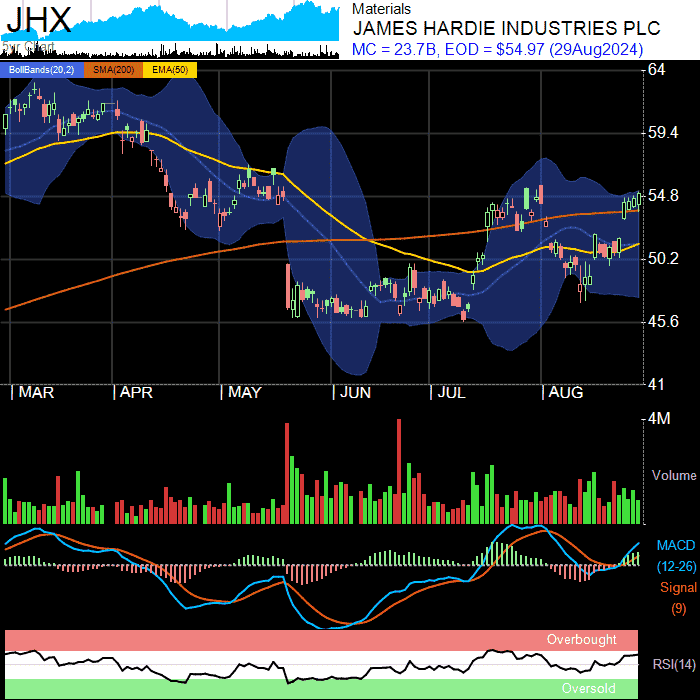 JHX
JAMES HARDIE INDUSTRIES PLC
Materials
MC = 23.7B, EOD = $54.97 (29Aug2024)
BollBands(20,2) SMA(200) EMA(50)
64
59.4
54.8
50.2
45.6
41
MAR APR MAY JUN JUL AUG
4M
Volume
MACD
(12-26)
Signal
(9)
Overbought
RSI(14)
Oversold